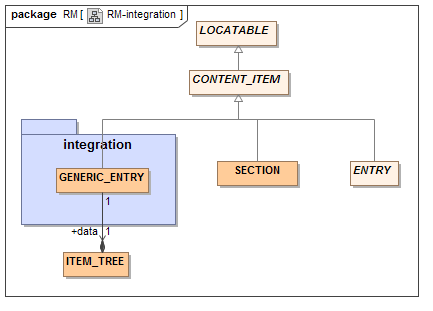 package RM [ RM-integration ]
LOCATABLE
CONTENT_ITEM
integration
GENERIC_ENTRY
SECTION
ENTRY
1
+data 1
ITEM_TREE